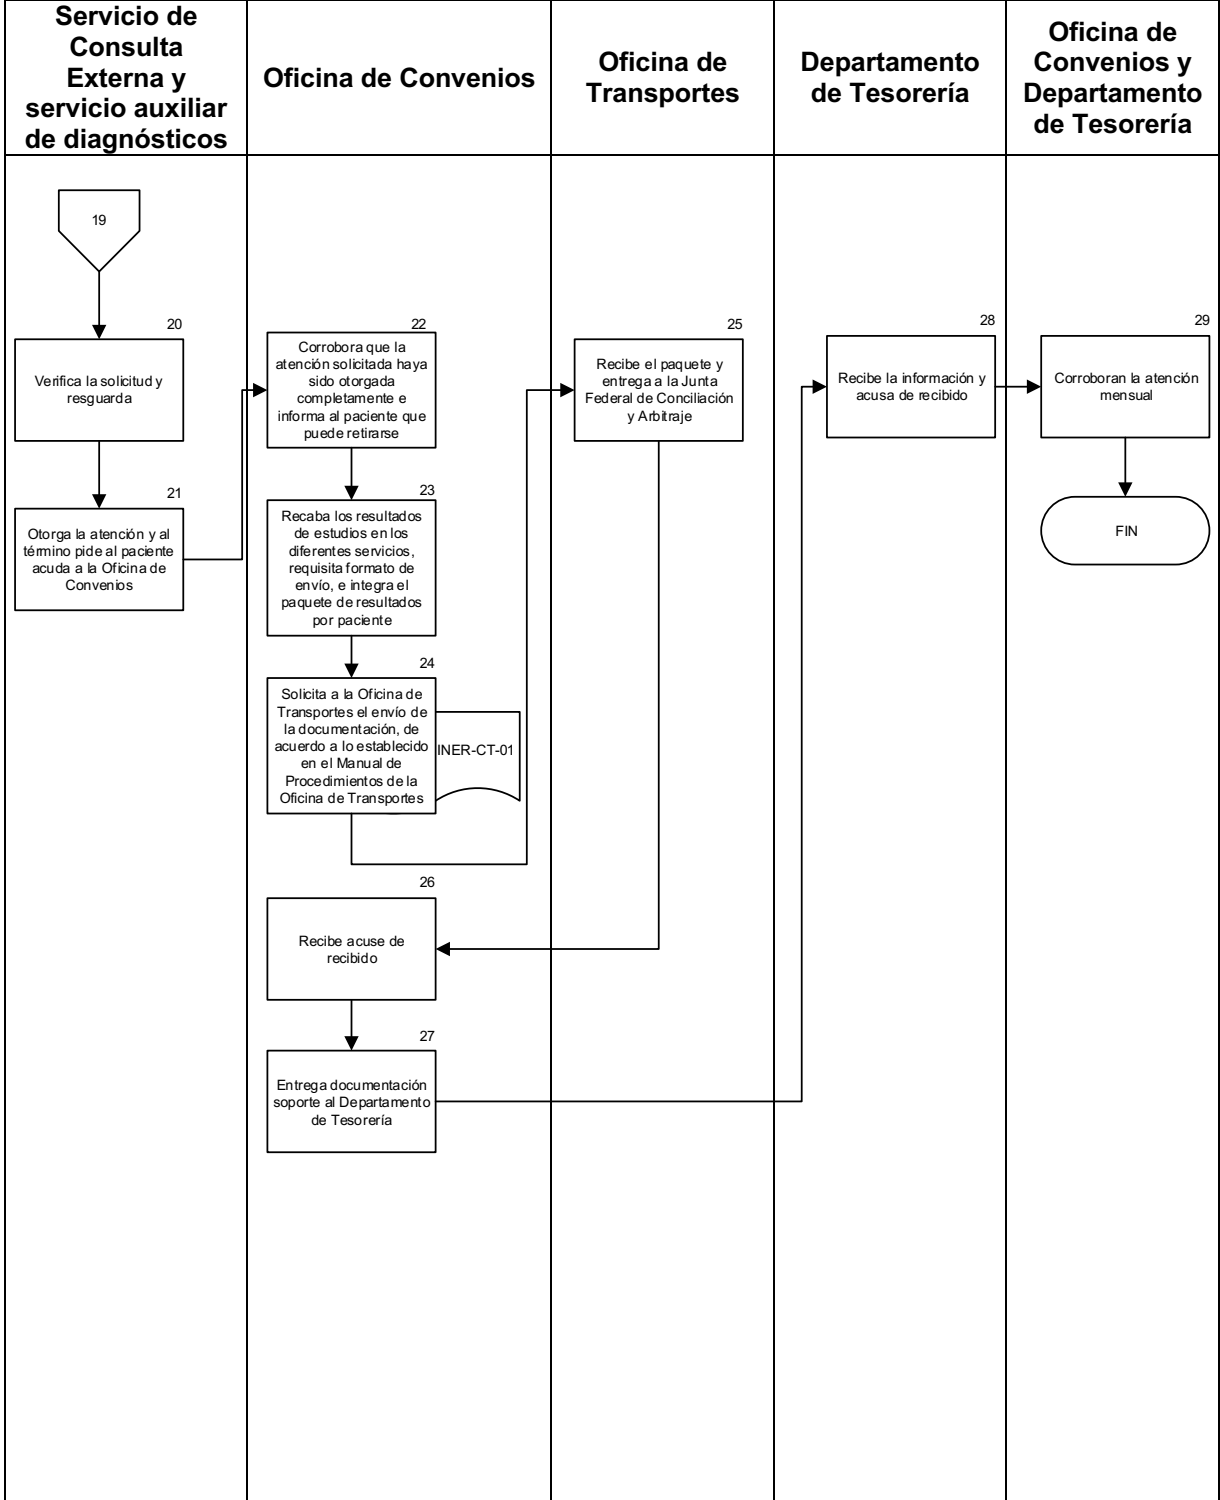 Servicio de
Consulta
Externa y
servicio auxiliar
de diagnósticos
Oficina de Convenios
Oficina de
Transportes
Departamento
de Tesorería
Oficina de
Convenios y
Departamento
de Tesorería
19
20
Verifica la solicitud y
resguarda
21
Otorga la atención y al
término pide al paciente
acuda a la Oficina de
Convenios
22
Corrobora que la
atención solicitada haya
sido otorgada
completamente e
informa al paciente que
puede retirarse
23
Recaba los resultados
de estudios en los
diferentes servicios,
requisita formato de
envío, e integra el
paquete de resultados
por paciente
24
Solicita a la Oficina de
Transportes el envío de
la documentación, de
acuerdo a lo establecido
en el Manual de
Procedimientos de la
Oficina de Transportes
INER-CT-01
25
Recibe el paquete y
entrega a la Junta
Federal de Conciliación
y Arbitraje
26
Recibe acuse de
recibido
27
Entrega documentación
soporte al Departamento
de Tesorería
28
Recibe la información y
acusa de recibido
29
Corroboran la atención
mensual
FIN